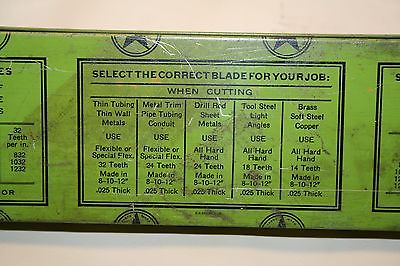 SELECT THE CORRECT BLADE FOR YOUR JOB:
WHEN CUTTING
Thin Tubing
Thin Wall
Metals
USE
Flexible or
Special Flex.
32 Teeth
Made in
8-10-12"
.025 Thick
Metal Trim
Pipe Tubing
Conduit
USE
Flexible or
Special Flex.
24 Teeth
Made in
8-10-12"
.025 Thick
Drill Rod
Sheet
Metals
USE
All Hard
Hand
24 Teeth
Made in
8-10-12"
.025 Thick
Tool Steel
Light
Angles
USE
All Hard
Hand
18 Teeth
Made in
8-10-12"
.025 Thick
Brass
Soft Steel
Copper
USE
All Hard
Hand
14 Teeth
Made in
8-10-12"
.025 Thick
ES
32
Teeth
per in.
832
1032
1232
OR
S